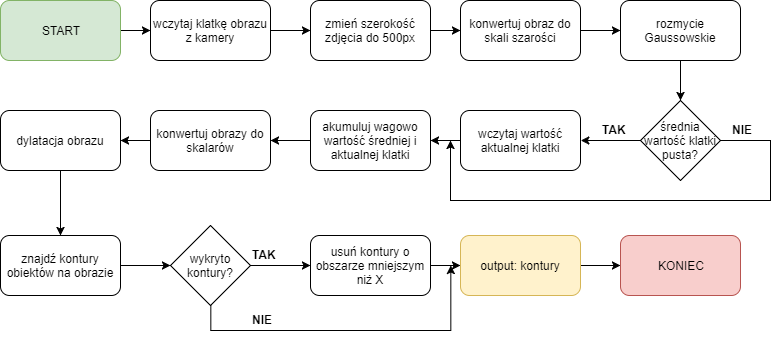 START
wczytaj klatkę obrazu
z kamery
zmień szerokość
zdjęcia do 500px
konwertuj obraz do
skali szarości
rozmycie
Gaussowskie
dylatacja obrazu
konwertuj obrazy do
skalarów
akumuluj wagowo
wartość średniej i
aktualnej klatki
wczytaj wartość
aktualnej klatki
TAK
średnia
wartość klatki
pusta?
NIE
znajdź kontury
obiektów na obrazie
wykryto
kontury?
TAK
NIE
usuń kontury o
obszarze mniejszym
niż X
output: kontury
KONIEC